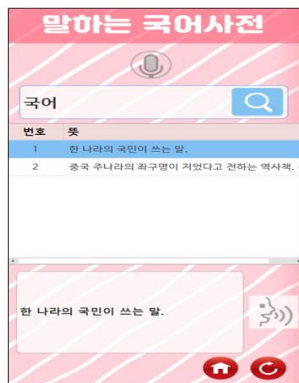 말하는 국어사전
국어
번호 뜻
1 한 나라의 국민이 쓰는 말.
2 중국 주나라의 좌구명이 지었다고 전하는 역사책.
한 나라의 국민이 쓰는 말.